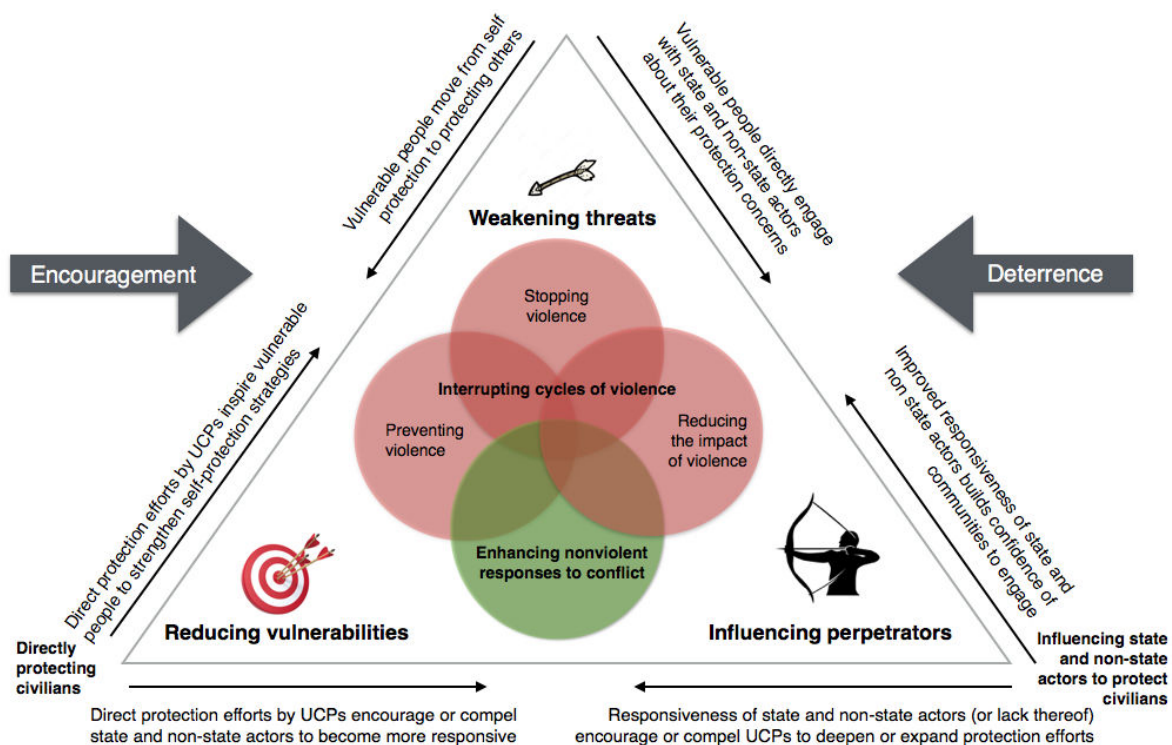 Vulnerable people move from self
protection to protecting others
Vulnerable people directly engage
with state and non-state actors
about their protection concerns
Weakening threats
Encouragement
Deterrence
Stopping
violence
Interrupting cycles of violence
Preventing
violence
Reducing
the impact
of violence
Enhancing nonviolent
responses to conflict
Direct protection efforts by UCPs inspire vulnerable
people to strengthen self-protection strategies
Improved responsiveness of state and
non state actors builds confidence of
communities to engage
Reducing vulnerabilities
Influencing perpetrators
Directly
protecting
civilians
Influencing state
and non-state
actors to protect
civilians
Direct protection efforts by UCPs encourage or compel
state and non-state actors to become more responsive
Responsiveness of state and non-state actors (or lack thereof)
encourage or compel UCPs to deepen or expand protection efforts